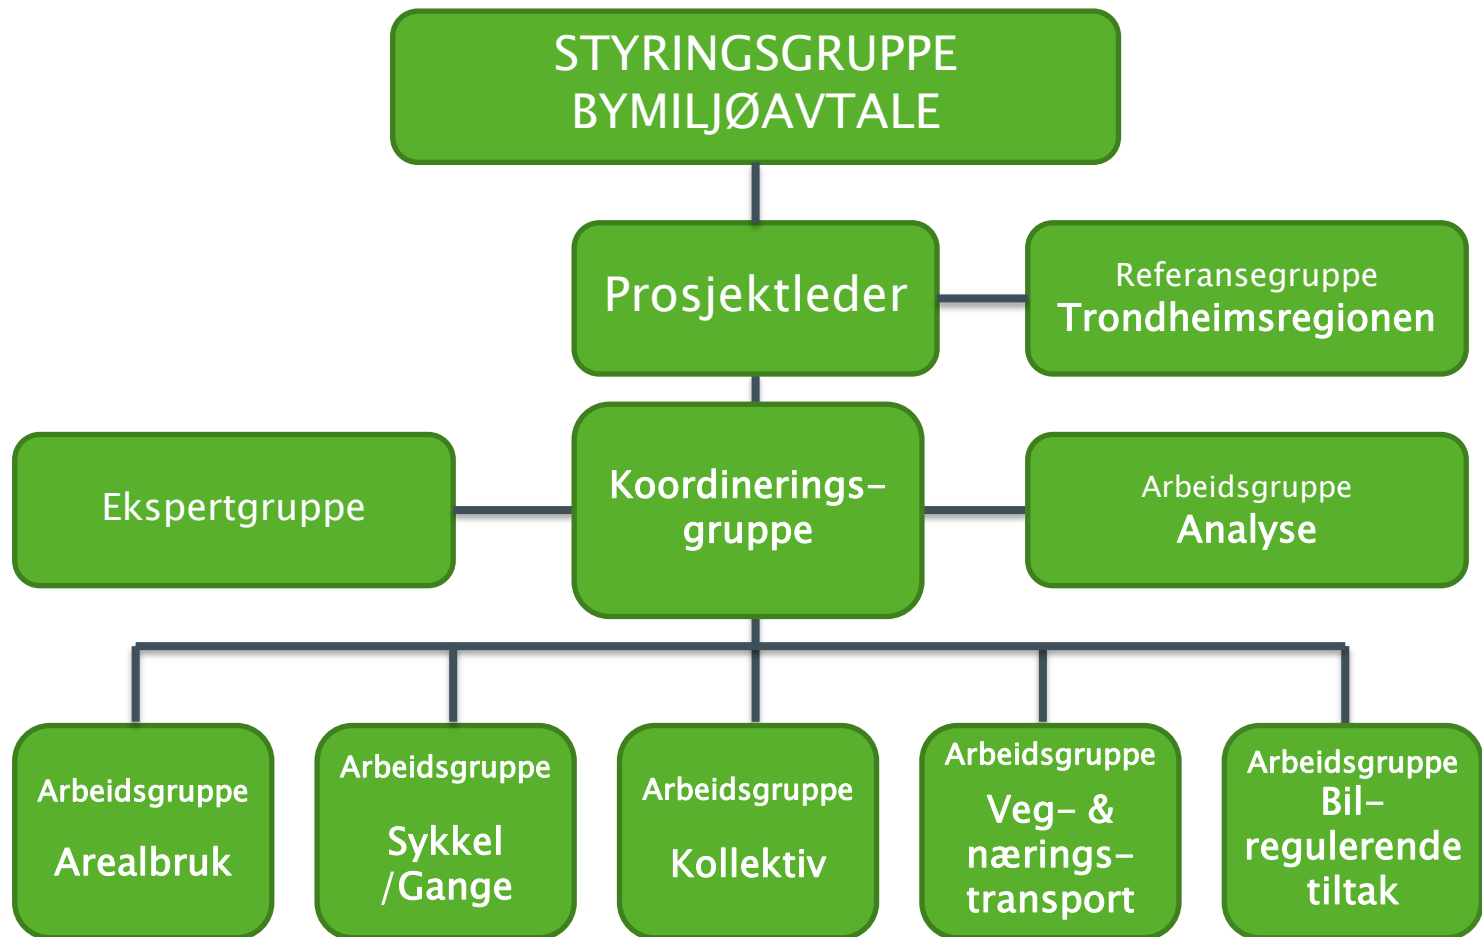 STYRINGSGRUPPE
BYMILJØAVTALE
Prosjektleder
Referansegruppe
Trondheimsregionen
Ekspertgruppe
Koordinerings-
gruppe
Arbeidsgruppe
Analyse
Arbeidsgruppe
Arealbruk
Arbeidsgruppe
Sykkel
/Gange
Arbeidsgruppe
Kollektiv
Arbeidsgruppe
Veg- &
nærings-
transport
Arbeidsgruppe
Bil-
regulerende
tiltak